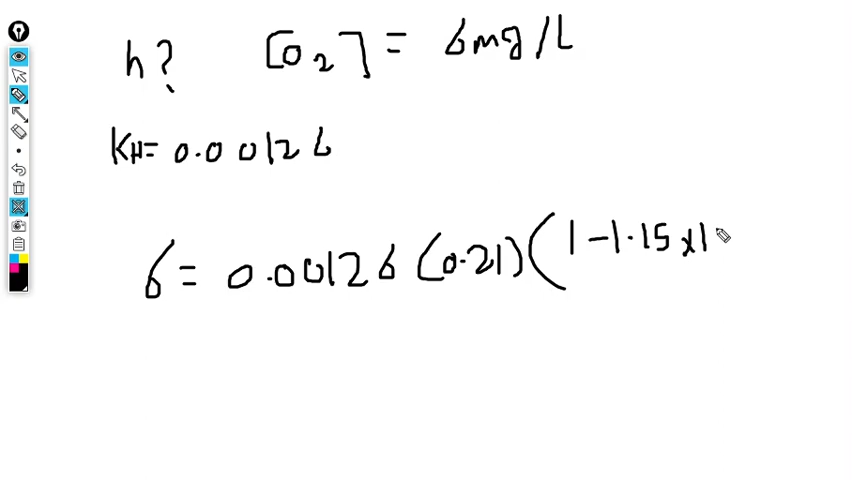 h? [O2] = 6mg/L
KH= 0.00126
6 = 0.00126 (0.21) (1 -1.15 x1